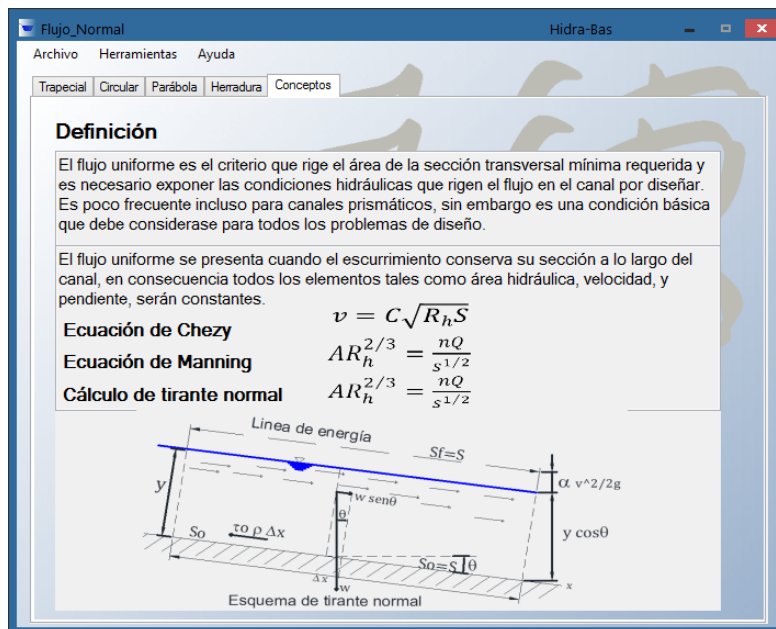 Flujo_Normal Hidra-Bas
Archivo Herramientas Ayuda
Trapecial Circular Parábola Herradura Conceptos
Definición
El flujo uniforme es el criterio que rige el área de la sección transversal mínima requerida y
es necesario exponer las condiciones hidráulicas que rigen el flujo en el canal por diseñar.
Es poco frecuente incluso para canales prismáticos, sin embargo es una condición básica
que debe considerase para todos los problemas de diseño.
El flujo uniforme se presenta cuando el escurrimiento conserva su sección a lo largo del
canal, en consecuencia todos los elementos tales como área hidráulica, velocidad, y
pendiente, serán constantes.
Ecuación de Chezy v = C√(R_h S)
Ecuación de Manning AR_h^{2/3} = nQ/s^{1/2}
Cálculo de tirante normal AR_h^{2/3} = nQ/s^{1/2}
Linea de energía
Sf=S
α v^2/2g
y
w senθ
θ
So
τo ρ Δx
y cosθ
So=S θ
Δx
w
x
Esquema de tirante normal